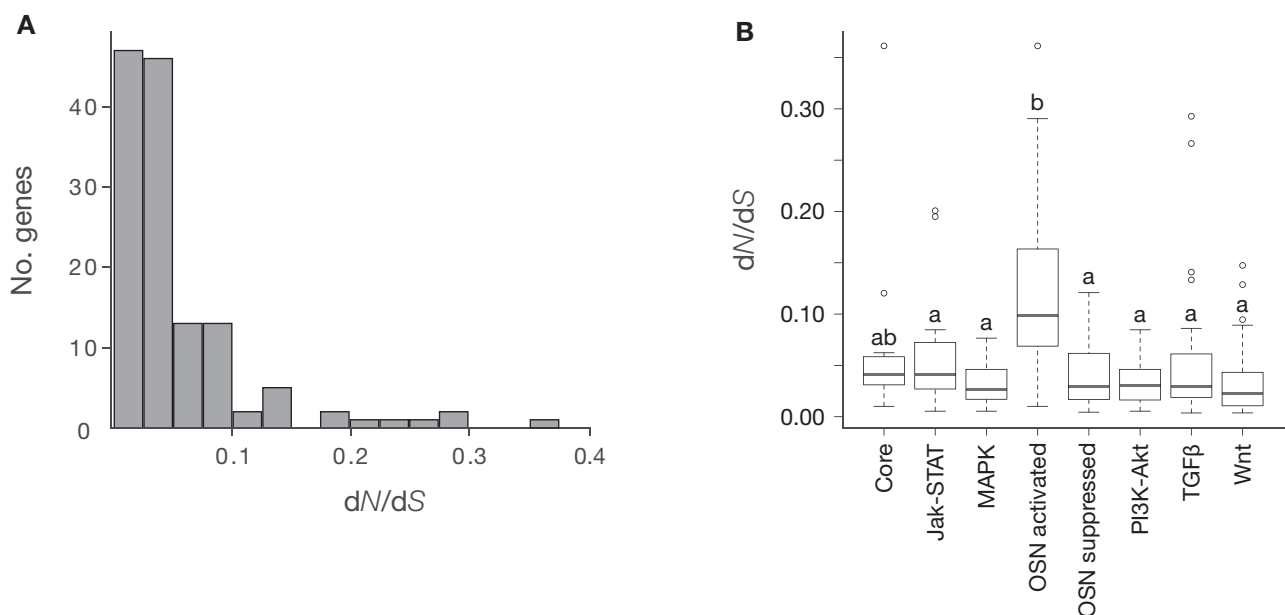 A
No. genes
40
30
20
10
0
0.1
0.2
0.3
0.4
dN/dS
B
dN/dS
0.30
0.20
0.10
0.00
ab
a
a
b
a
a
a
a
Core
Jak-STAT
MAPK
OSN activated
OSN suppressed
PI3K-Akt
TGFβ
Wnt